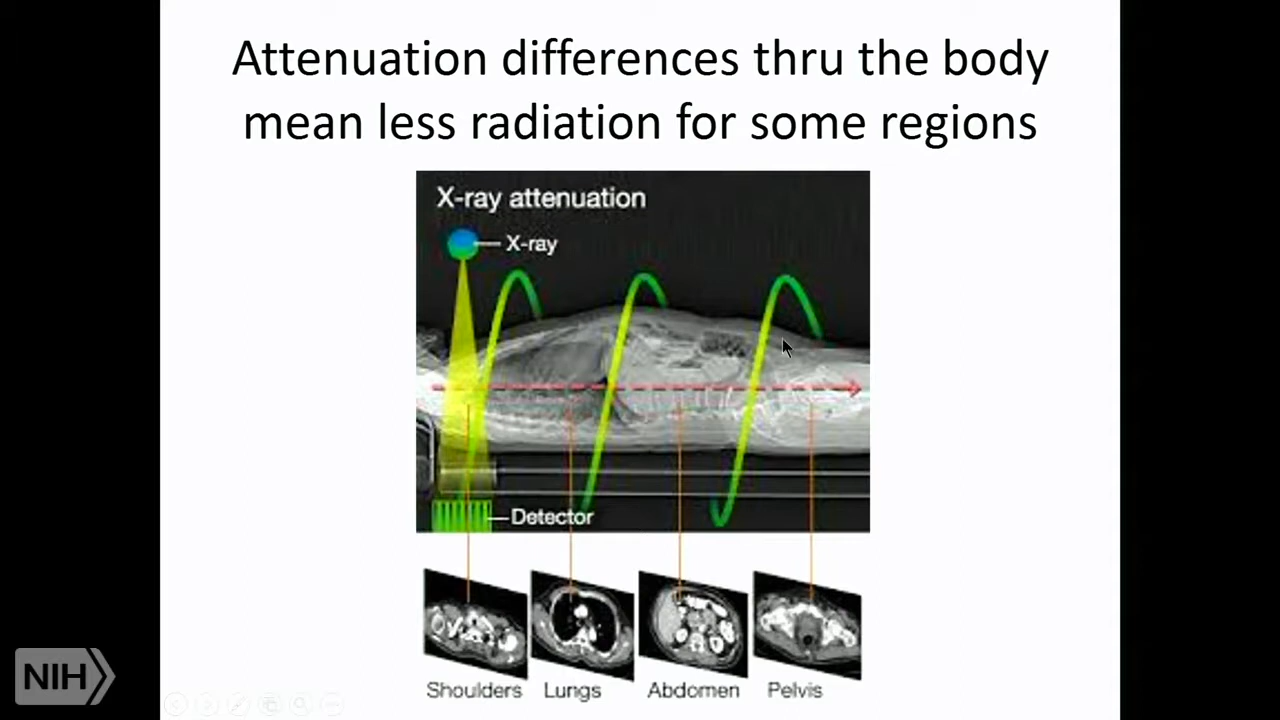 Attenuation differences thru the body
mean less radiation for some regions
X-ray attenuation
X-ray
Detector
Shoulders Lungs Abdomen Pelvis
NIH